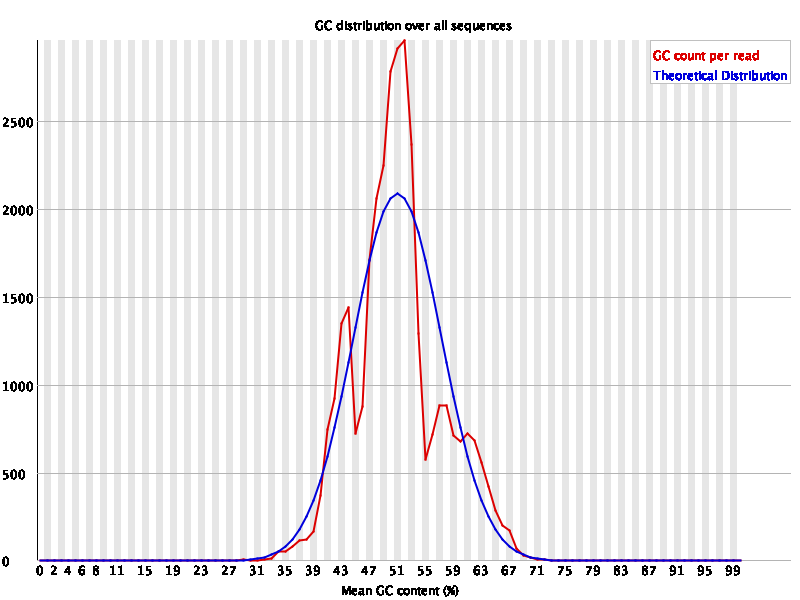 GC distribution over all sequences
GC count per read
Theoretical Distribution
2500
2000
1500
1000
500
0
0 2 4 6 8 11 15 19 23 27 31 35 39 43 47 51 55 59 63 67 71 75 79 83 87 91 95 99
Mean GC content (%)